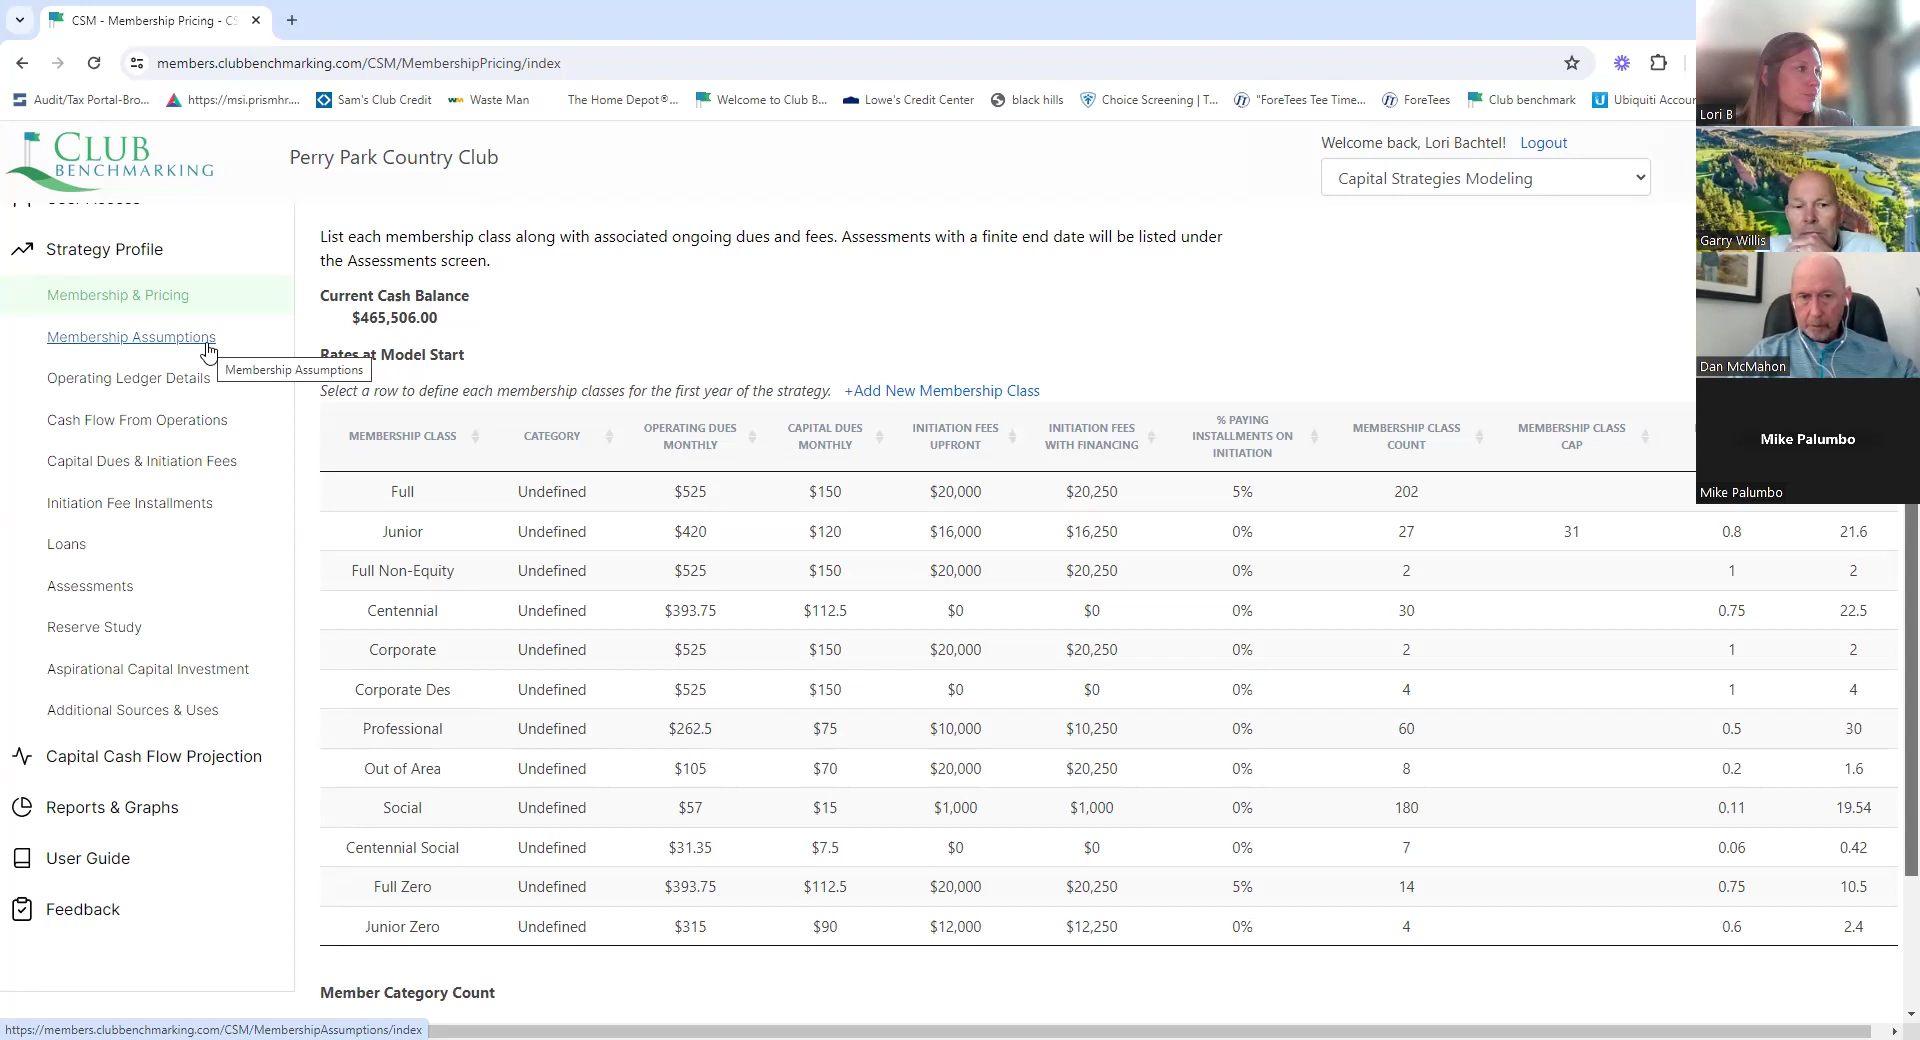 CSM - Membership Pricing - CS
members.clubbenchmarking.com/CSM/MembershipPricing/index
Audit/Tax Portal-Bro...
https://msi.prismhr....
Sam's Club Credit
Waste Man
The Home Depot®...
Welcome to Club B...
Lowe's Credit Center
black hills
Choice Screening | T...
"ForeTees Tee Time...
ForeTees
Club benchmark
Ubiquiti Accou
CLUB
BENCHMARKING
Perry Park Country Club
Welcome back, Lori Bachtel! Logout
Capital Strategies Modeling
Strategy Profile
Membership & Pricing
Membership Assumptions
Operating Ledger Details
Cash Flow From Operations
Capital Dues & Initiation Fees
Initiation Fee Installments
Loans
Assessments
Reserve Study
Aspirational Capital Investment
Additional Sources & Uses
Capital Cash Flow Projection
Reports & Graphs
User Guide
Feedback
Membership Assumptions
List each membership class along with associated ongoing dues and fees. Assessments with a finite end date will be listed under
the Assessments screen.
Current Cash Balance
$465,506.00
Rates at Model Start
Select a row to define each membership classes for the first year of the strategy. +Add New Membership Class
MEMBERSHIP CLASS CATEGORY OPERATING DUES MONTHLY CAPITAL DUES MONTHLY INITIATION FEES UPFRONT INITIATION FEES WITH FINANCING % PAYING INSTALLMENTS ON INITIATION MEMBERSHIP CLASS COUNT MEMBERSHIP CLASS CAP
Full Undefined $525 $150 $20,000 $20,250 5% 202
Junior Undefined $420 $120 $16,000 $16,250 0% 27 31 0.8 21.6
Full Non-Equity Undefined $525 $150 $20,000 $20,250 0% 2 1 2
Centennial Undefined $393.75 $112.5 $0 $0 0% 30 0.75 22.5
Corporate Undefined $525 $150 $20,000 $20,250 0% 2 1 2
Corporate Des Undefined $525 $150 $0 $0 0% 4 1 4
Professional Undefined $262.5 $75 $10,000 $10,250 0% 60 0.5 30
Out of Area Undefined $105 $70 $20,000 $20,250 0% 8 0.2 1.6
Social Undefined $57 $15 $1,000 $1,000 0% 180 0.11 19.54
Centennial Social Undefined $31.35 $7.5 $0 $0 0% 7 0.06 0.42
Full Zero Undefined $393.75 $112.5 $20,000 $20,250 5% 14 0.75 10.5
Junior Zero Undefined $315 $90 $12,000 $12,250 0% 4 0.6 2.4
Member Category Count
https://members.clubbenchmarking.com/CSM/MembershipAssumptions/index
Lori B
Garry Willis
Dan McMahon
Mike Palumbo
Mike Palumbo